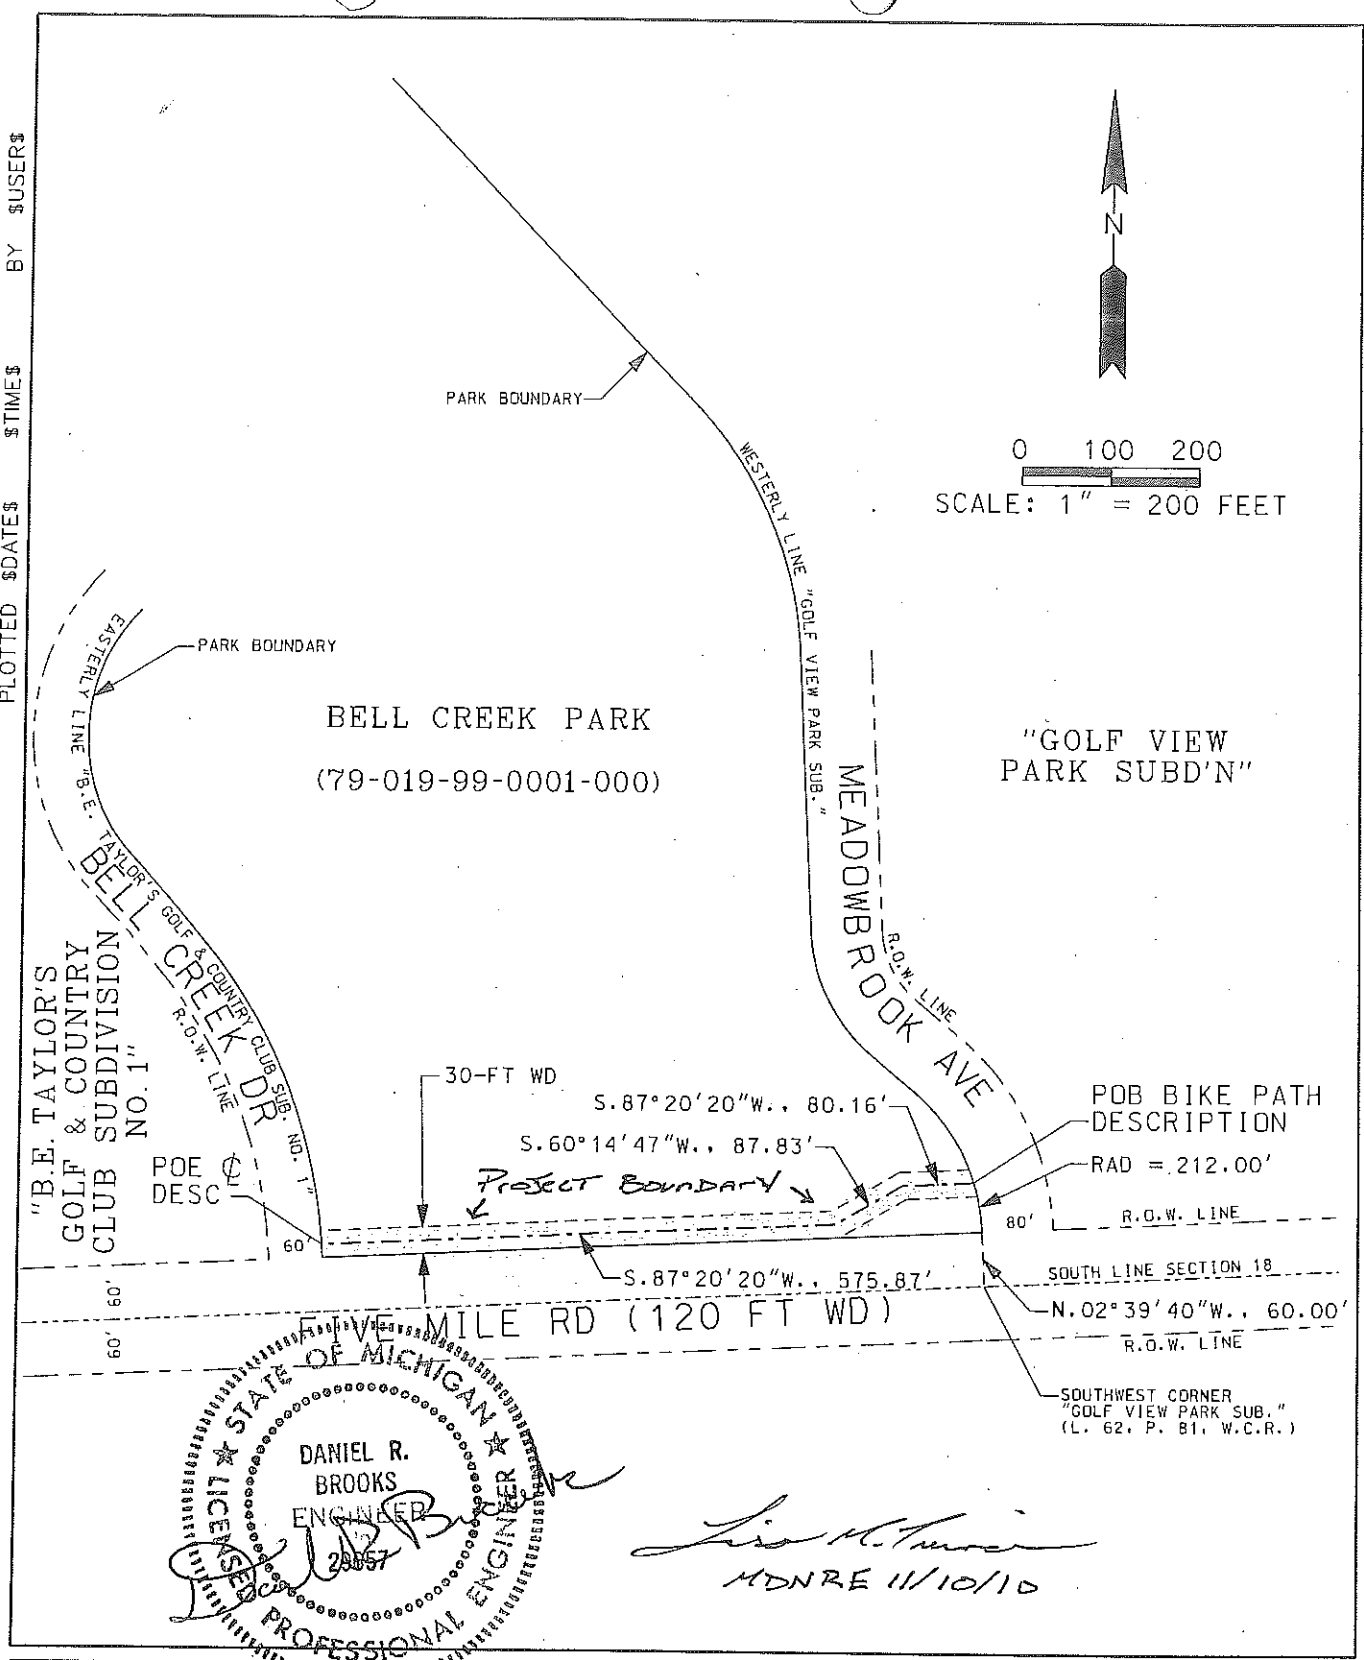 PLOTTED $DATE$ $TIME$ BY $USER$
N
PARK BOUNDARY
0 100 200
SCALE: 1" = 200 FEET
WESTERLY LINE "GOLF VIEW PARK SUB."
EASTERLY LINE "B.E. TAYLOR'S GOLF & COUNTRY CLUB SUB. NO. 1"
PARK BOUNDARY
BELL CREEK PARK
(79-019-99-0001-000)
"GOLF VIEW
PARK SUBD'N"
MEADOWBROOK AVE
R.O.W. LINE
BELL CREEK DR
R.O.W. LINE
"B.E. TAYLOR'S
GOLF & COUNTRY
CLUB SUBDIVISION
NO. 1"
30-FT WD
S.87°20'20"W., 80.16'
S.60°14'47"W., 87.83'
POB BIKE PATH
DESCRIPTION
RAD = 212.00'
POE ℄
DESC
PROJECT BOUNDARY
60'
80'
R.O.W. LINE
S.87°20'20"W., 575.87'
SOUTH LINE SECTION 18
N.02°39'40"W., 60.00'
60' 60'
FIVE MILE RD (120 FT WD)
R.O.W. LINE
SOUTHWEST CORNER
"GOLF VIEW PARK SUB."
(L. 62, P. 81, W.C.R.)
STATE OF MICHIGAN
DANIEL R.
BROOKS
ENGINEER
LICENSED PROFESSIONAL ENGINEER
MDNRE 11/10/10